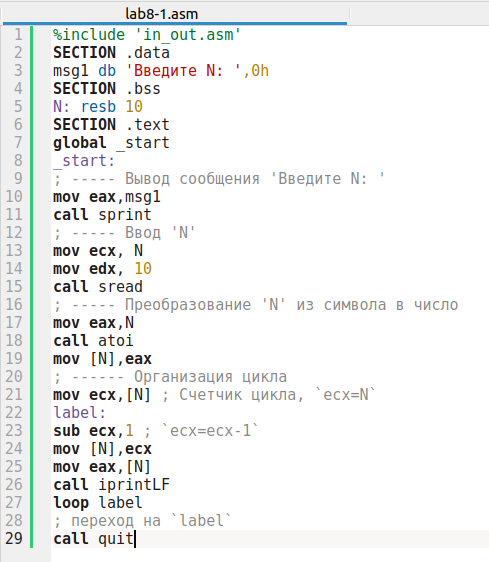 lab8-1.asm
1 %include 'in_out.asm'
2 SECTION .data
3 msg1 db 'Введите N: ',0h
4 SECTION .bss
5 N: resb 10
6 SECTION .text
7 global _start
8 _start:
9 ; ----- Вывод сообщения 'Введите N: '
10 mov eax,msg1
11 call sprint
12 ; ----- Ввод 'N'
13 mov ecx, N
14 mov edx, 10
15 call sread
16 ; ----- Преобразование 'N' из символа в число
17 mov eax,N
18 call atoi
19 mov [N],eax
20 ; ------ Организация цикла
21 mov ecx,[N] ; Счетчик цикла, `ecx=N`
22 label:
23 sub ecx,1 ; `ecx=ecx-1`
24 mov [N],ecx
25 mov eax,[N]
26 call iprintLF
27 loop label
28 ; переход на `label`
29 call quit